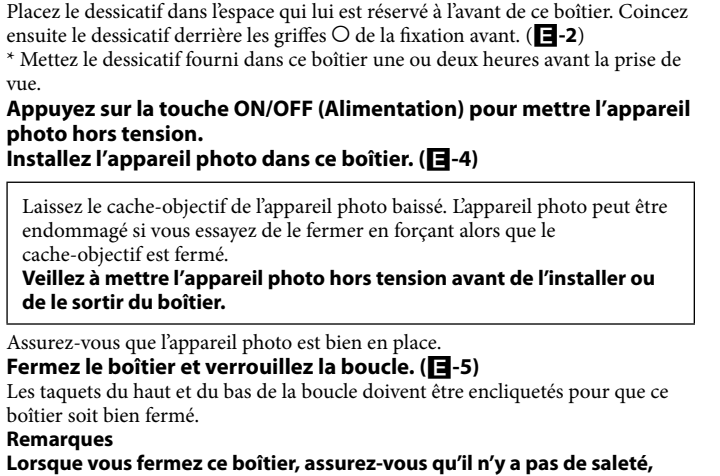 Placez le dessicatif dans l'espace qui lui est réservé à l'avant de ce boîtier. Coincez
ensuite le dessicatif derrière les griffes O de la fixation avant. (E-2)
* Mettez le dessicatif fourni dans ce boîtier une ou deux heures avant la prise de
vue.
Appuyez sur la touche ON/OFF (Alimentation) pour mettre l'appareil
photo hors tension.
Installez l'appareil photo dans ce boîtier. (E-4)
Laissez le cache-objectif de l'appareil photo baissé. L'appareil photo peut être
endommagé si vous essayez de le fermer en forçant alors que le
cache-objectif est fermé.
Veillez à mettre l'appareil photo hors tension avant de l'installer ou
de le sortir du boîtier.
Assurez-vous que l'appareil photo est bien en place.
Fermez le boîtier et verrouillez la boucle. (E-5)
Les taquets du haut et du bas de la boucle doivent être encliquetés pour que ce
boîtier soit bien fermé.
Remarques
Lorsque vous fermez ce boîtier, assurez-vous qu'il n'y a pas de saleté,